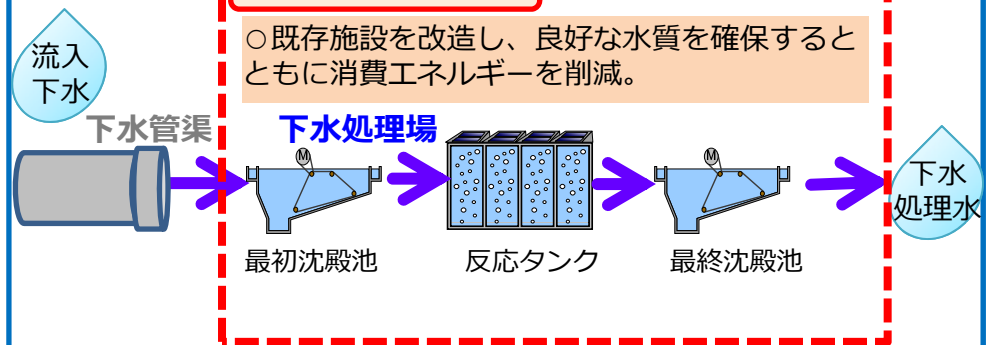 ○既存施設を改造し、良好な水質を確保すると
ともに消費エネルギーを削減。
流入
下水
下水管渠
下水処理場
M
M
下水
処理水
最初沈殿池
反応タンク
最終沈殿池